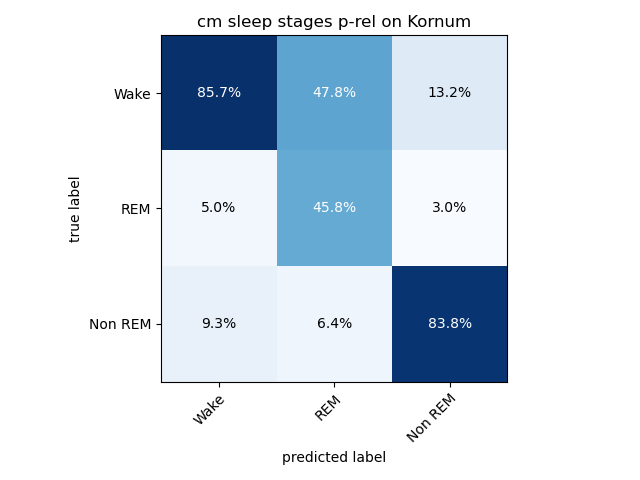 cm sleep stages p-rel on Kornum
Wake 85.7% 47.8% 13.2%
REM 5.0% 45.8% 3.0%
Non REM 9.3% 6.4% 83.8%
true label
Wake REM Non REM
predicted label